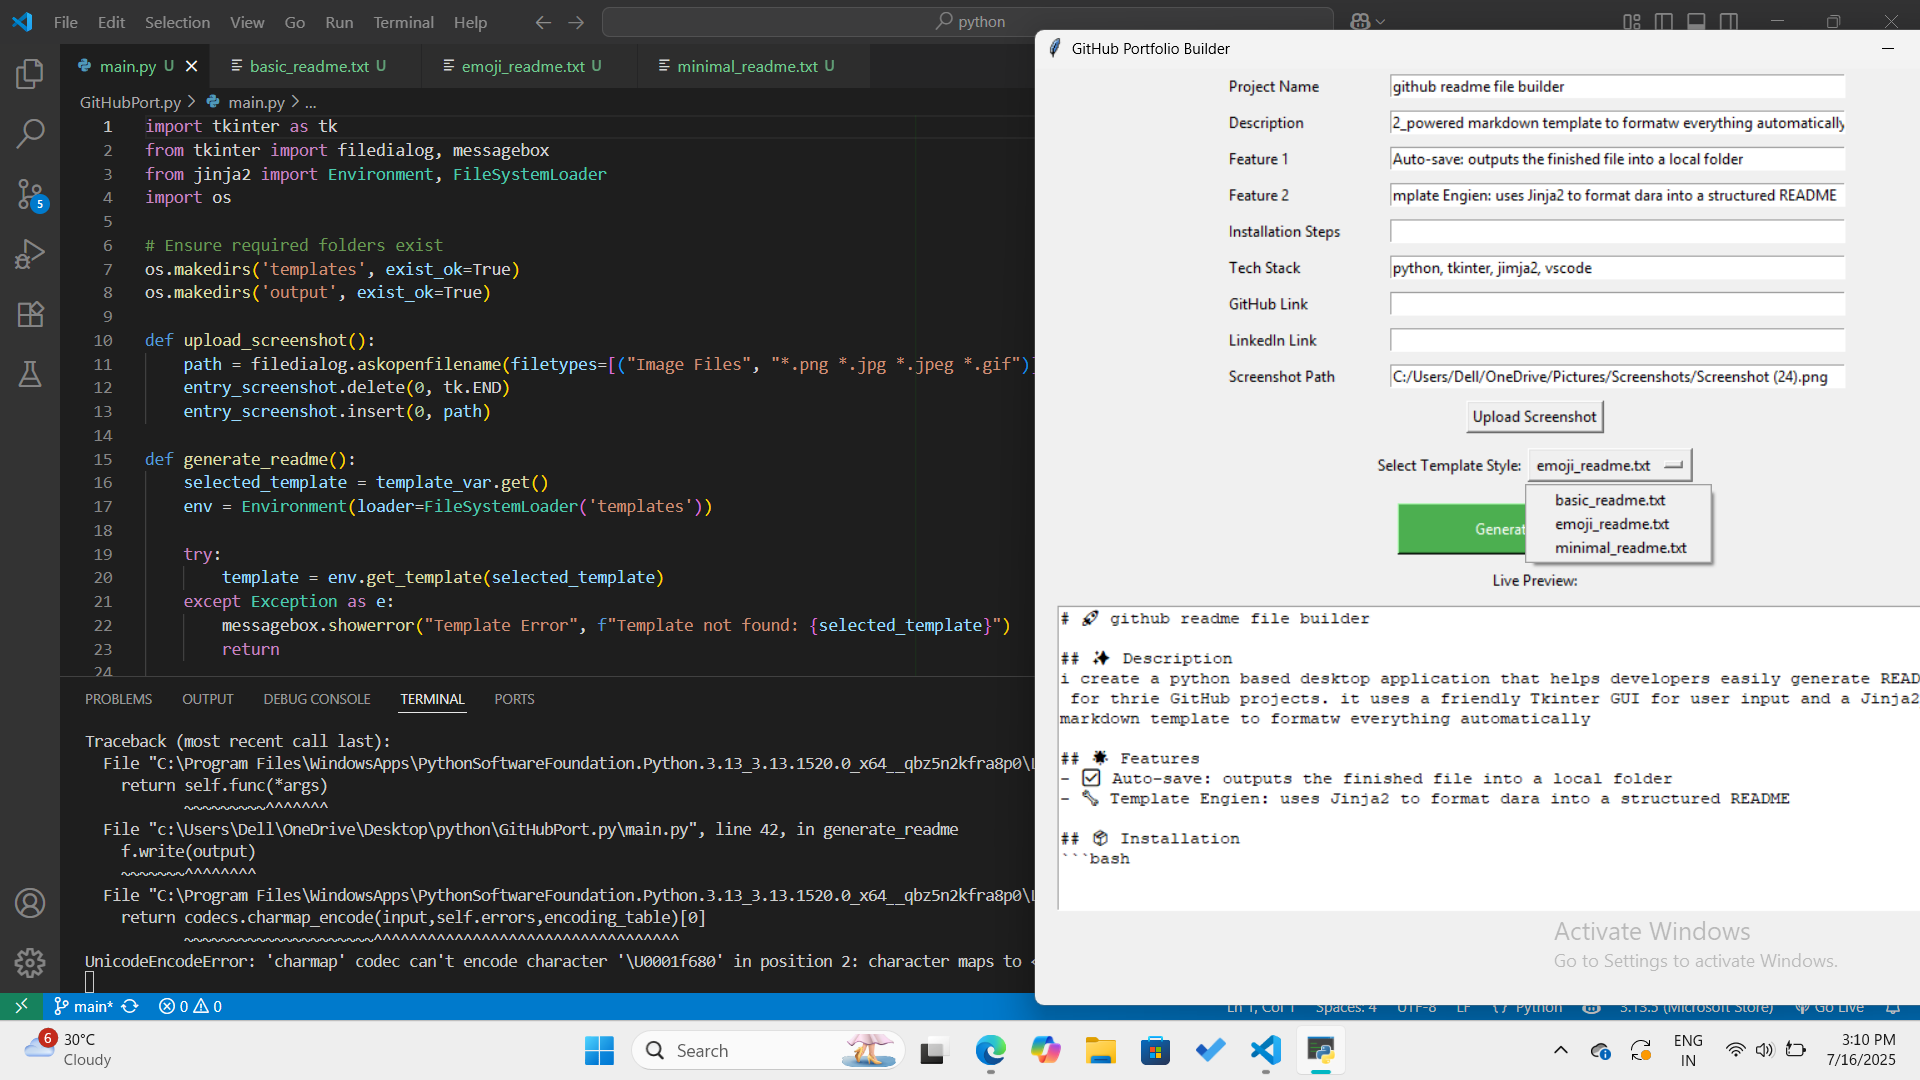 File Edit Selection View Go Run Terminal Help
python
main.py U
basic_readme.txt U
emoji_readme.txt U
minimal_readme.txt U
GitHubPort.py > main.py > ...
1 import tkinter as tk
2 from tkinter import filedialog, messagebox
3 from jinja2 import Environment, FileSystemLoader
4 import os
5
6 # Ensure required folders exist
7 os.makedirs('templates', exist_ok=True)
8 os.makedirs('output', exist_ok=True)
9
10 def upload_screenshot():
11 path = filedialog.askopenfilename(filetypes=[("Image Files", "*.png *.jpg *.jpeg *.gif")]
12 entry_screenshot.delete(0, tk.END)
13 entry_screenshot.insert(0, path)
14
15 def generate_readme():
16 selected_template = template_var.get()
17 env = Environment(loader=FileSystemLoader('templates'))
18
19 try:
20 template = env.get_template(selected_template)
21 except Exception as e:
22 messagebox.showerror("Template Error", f"Template not found: {selected_template}")
23 return
24
5
PROBLEMS OUTPUT DEBUG CONSOLE TERMINAL PORTS
Traceback (most recent call last):
File "C:\Program Files\WindowsApps\PythonSoftwareFoundation.Python.3.13_3.13.1520.0_x64__qbz5n2kfra8p0\
return self.func(*args)
~~~~~~~~~^^^^^^^
File "c:\Users\Dell\OneDrive\Desktop\python\GitHubPort.py\main.py", line 42, in generate_readme
f.write(output)
~~~~~~~^^^^^^^^
File "C:\Program Files\WindowsApps\PythonSoftwareFoundation.Python.3.13_3.13.1520.0_x64__qbz5n2kfra8p0\
return codecs.charmap_encode(input,self.errors,encoding_table)[0]
~~~~~~~~~~~~~~~~~~~~~^^^^^^^^^^^^^^^^^^^^^^^^^^^^^^^^^^
UnicodeEncodeError: 'charmap' codec can't encode character '\U0001f680' in position 2: character maps to <
main* 0 0
Ln 1, Col 1 Spaces: 4 UTF-8 LF {} Python 3.13.5 (Microsoft Store) Go Live
GitHub Portfolio Builder
Project Name github readme file builder
Description 2_powered markdown template to formatw everything automatically
Feature 1 Auto-save: outputs the finished file into a local folder
Feature 2 mplate Engien: uses Jinja2 to format dara into a structured README
Installation Steps
Tech Stack python, tkinter, jimja2, vscode
GitHub Link
LinkedIn Link
Screenshot Path C:/Users/Dell/OneDrive/Pictures/Screenshots/Screenshot (24).png
Upload Screenshot
Select Template Style: emoji_readme.txt
basic_readme.txt
emoji_readme.txt
minimal_readme.txt
Generat
Live Preview:
# 🚀 github readme file builder
## ✨ Description
i create a python based desktop application that helps developers easily generate READ
for thrie GitHub projects. it uses a friendly Tkinter GUI for user input and a Jinja2
markdown template to formatw everything automatically
## 🌟 Features
- ✅ Auto-save: outputs the finished file into a local folder
- 🔧 Template Engien: uses Jinja2 to format dara into a structured README
## 📦 Installation
```bash
Activate Windows
Go to Settings to activate Windows.
6
30°C
Cloudy
Search
ENG
IN
3:10 PM
7/16/2025